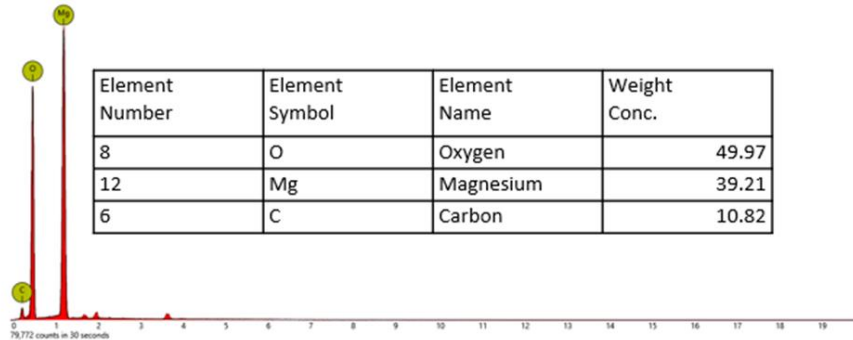 Mg
O
Element Number Element Symbol Element Name Weight Conc.
8 O Oxygen 49.97
12 Mg Magnesium 39.21
6 C Carbon 10.82
C
0 1 2 3 4 5 6 7 8 9 10 11 12 13 14 15 16 17 18 19
79,772 counts in 30 seconds